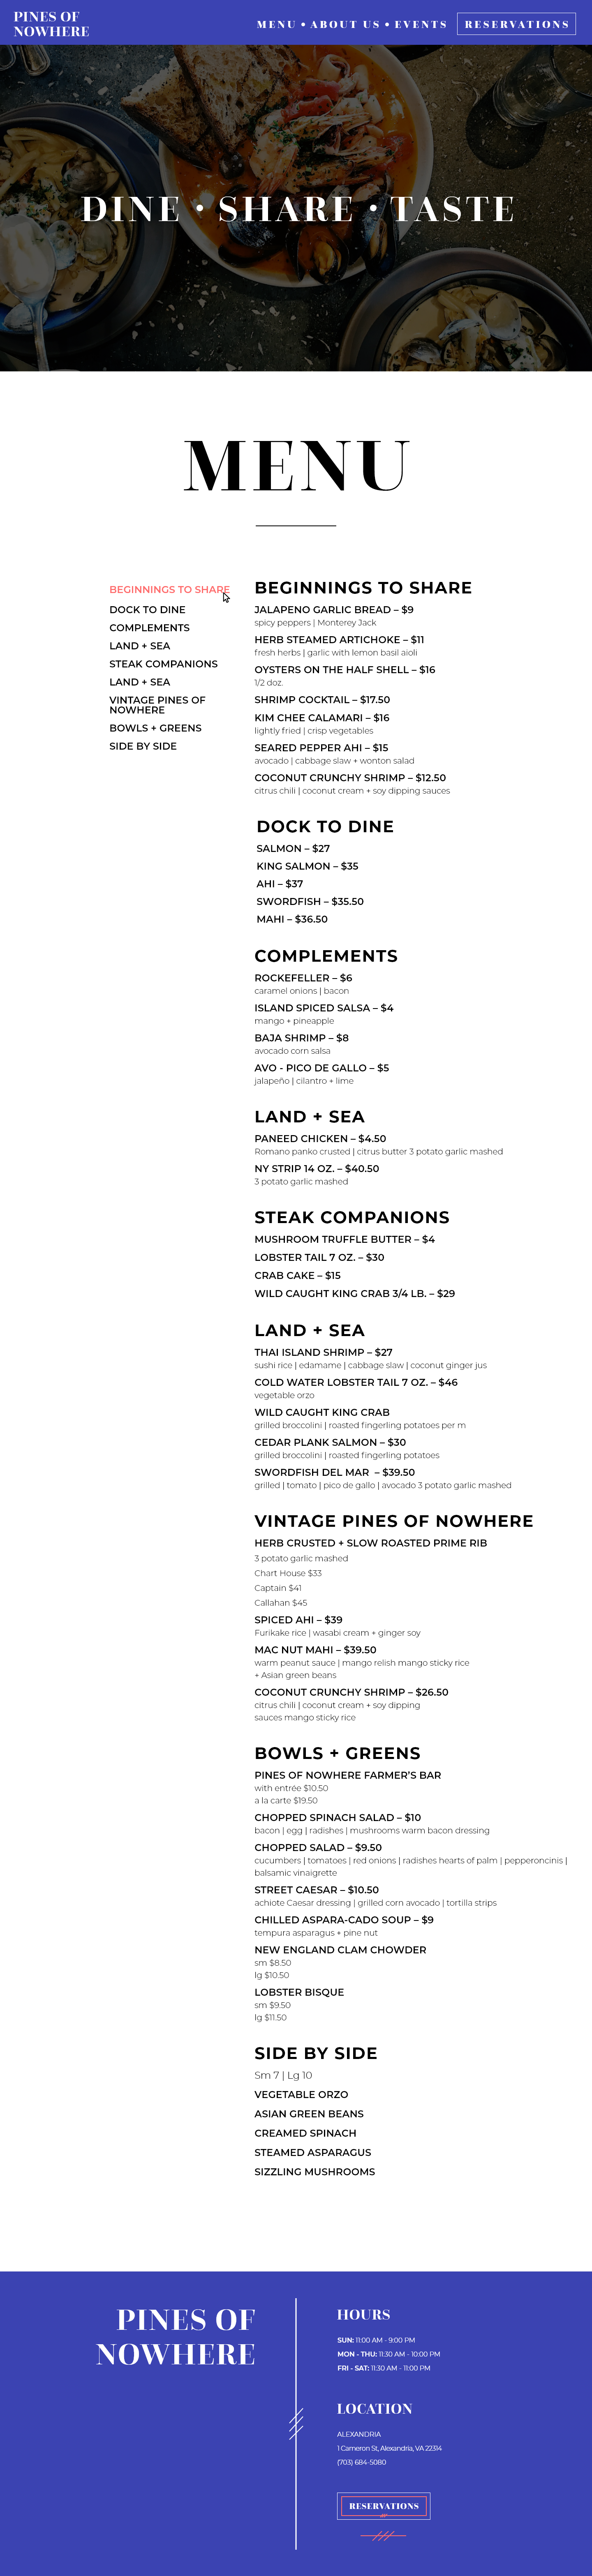 PINES OF
NOWHERE
MENU • ABOUT US • EVENTS
RESERVATIONS
DINE • SHARE • TASTE
MENU
BEGINNINGS TO SHARE
DOCK TO DINE
COMPLEMENTS
LAND + SEA
STEAK COMPANIONS
LAND + SEA
VINTAGE PINES OF
NOWHERE
BOWLS + GREENS
SIDE BY SIDE
BEGINNINGS TO SHARE
JALAPENO GARLIC BREAD – $9
spicy peppers | Monterey Jack
HERB STEAMED ARTICHOKE – $11
fresh herbs | garlic with lemon basil aioli
OYSTERS ON THE HALF SHELL – $16
1/2 doz.
SHRIMP COCKTAIL – $17.50
KIM CHEE CALAMARI – $16
lightly fried | crisp vegetables
SEARED PEPPER AHI – $15
avocado | cabbage slaw + wonton salad
COCONUT CRUNCHY SHRIMP – $12.50
citrus chili | coconut cream + soy dipping sauces
DOCK TO DINE
SALMON – $27
KING SALMON – $35
AHI – $37
SWORDFISH – $35.50
MAHI – $36.50
COMPLEMENTS
ROCKEFELLER – $6
caramel onions | bacon
ISLAND SPICED SALSA – $4
mango + pineapple
BAJA SHRIMP – $8
avocado corn salsa
AVO - PICO DE GALLO – $5
jalapeño | cilantro + lime
LAND + SEA
PANEED CHICKEN – $4.50
Romano panko crusted | citrus butter 3 potato garlic mashed
NY STRIP 14 OZ. – $40.50
3 potato garlic mashed
STEAK COMPANIONS
MUSHROOM TRUFFLE BUTTER – $4
LOBSTER TAIL 7 OZ. – $30
CRAB CAKE – $15
WILD CAUGHT KING CRAB 3/4 LB. – $29
LAND + SEA
THAI ISLAND SHRIMP – $27
sushi rice | edamame | cabbage slaw | coconut ginger jus
COLD WATER LOBSTER TAIL 7 OZ. – $46
vegetable orzo
WILD CAUGHT KING CRAB
grilled broccolini | roasted fingerling potatoes per m
CEDAR PLANK SALMON – $30
grilled broccolini | roasted fingerling potatoes
SWORDFISH DEL MAR – $39.50
grilled | tomato | pico de gallo | avocado 3 potato garlic mashed
VINTAGE PINES OF NOWHERE
HERB CRUSTED + SLOW ROASTED PRIME RIB
3 potato garlic mashed
Chart House $33
Captain $41
Callahan $45
SPICED AHI – $39
Furikake rice | wasabi cream + ginger soy
MAC NUT MAHI – $39.50
warm peanut sauce | mango relish mango sticky rice
+ Asian green beans
COCONUT CRUNCHY SHRIMP – $26.50
citrus chili | coconut cream + soy dipping
sauces mango sticky rice
BOWLS + GREENS
PINES OF NOWHERE FARMER’S BAR
with entrée $10.50
a la carte $19.50
CHOPPED SPINACH SALAD – $10
bacon | egg | radishes | mushrooms warm bacon dressing
CHOPPED SALAD – $9.50
cucumbers | tomatoes | red onions | radishes hearts of palm | pepperoncinis |
balsamic vinaigrette
STREET CAESAR – $10.50
achiote Caesar dressing | grilled corn avocado | tortilla strips
CHILLED ASPARA-CADO SOUP – $9
tempura asparagus + pine nut
NEW ENGLAND CLAM CHOWDER
sm $8.50
lg $10.50
LOBSTER BISQUE
sm $9.50
lg $11.50
SIDE BY SIDE
Sm 7 | Lg 10
VEGETABLE ORZO
ASIAN GREEN BEANS
CREAMED SPINACH
STEAMED ASPARAGUS
SIZZLING MUSHROOMS
PINES OF
NOWHERE
HOURS
SUN: 11:00 AM - 9:00 PM
MON - THU: 11:30 AM - 10:00 PM
FRI - SAT: 11:30 AM - 11:00 PM
LOCATION
ALEXANDRIA
1 Cameron St, Alexandria, VA 22314
(703) 684-5080
RESERVATIONS